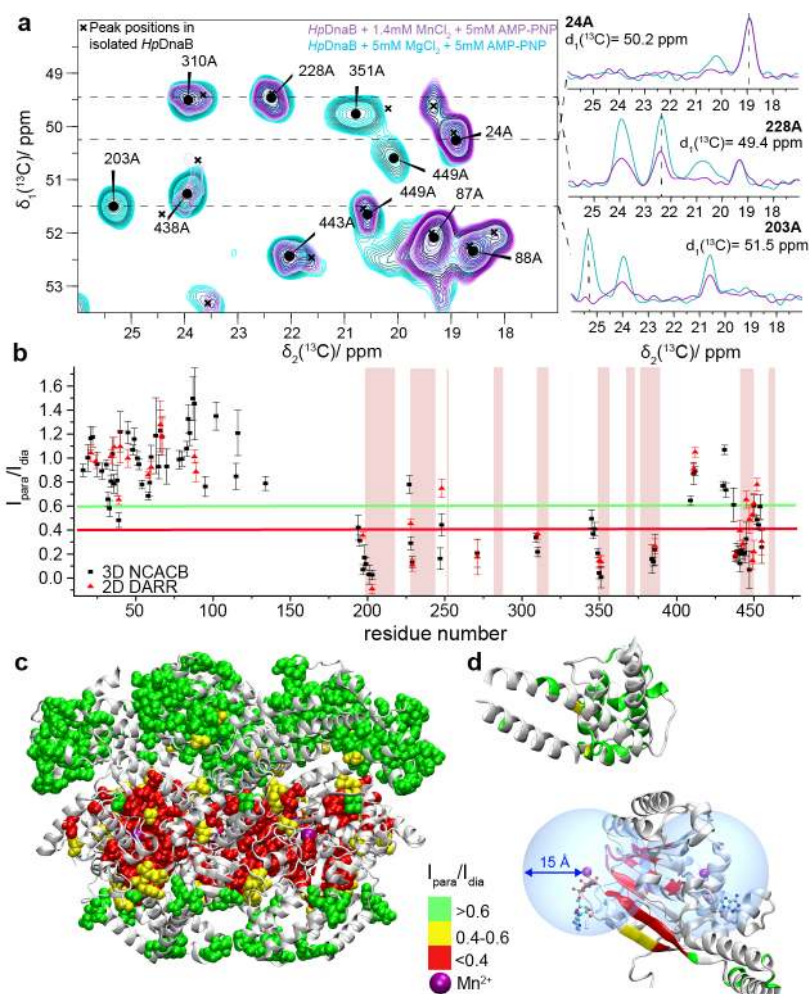 a
× Peak positions in
isolated HpDnaB
HpDnaB + 1.4mM MnCl₂ + 5mM AMP-PNP
HpDnaB + 5mM MgCl₂ + 5mM AMP-PNP
310A
228A
351A
24A
203A
449A
438A
443A
449A
87A
88A
49
50
51
52
53
δ₁(¹³C)/ ppm
24 23 22 21 20 19 18
δ₂(¹³C)/ ppm
24A
d₁(¹³C) = 50.2 ppm
25 24 23 22 21 20 19 18
228A
d₁(¹³C)= 49.4 ppm
25 24 23 22 21 20 19 18
203A
d₁(¹³C)= 51.5 ppm
25 24 23 22 21 20 19 18
δ₂(¹³C)/ ppm
b
1.6
1.4
1.2
1.0
0.8
0.6
0.4
0.2
0.0
I para/I dia
3D NCACB
2D DARR
50 100 150 200 250 300 350 400 450
residue number
c
d
15 Å
I para/I dia
>0.6
0.4-0.6
<0.4
Mn²⁺